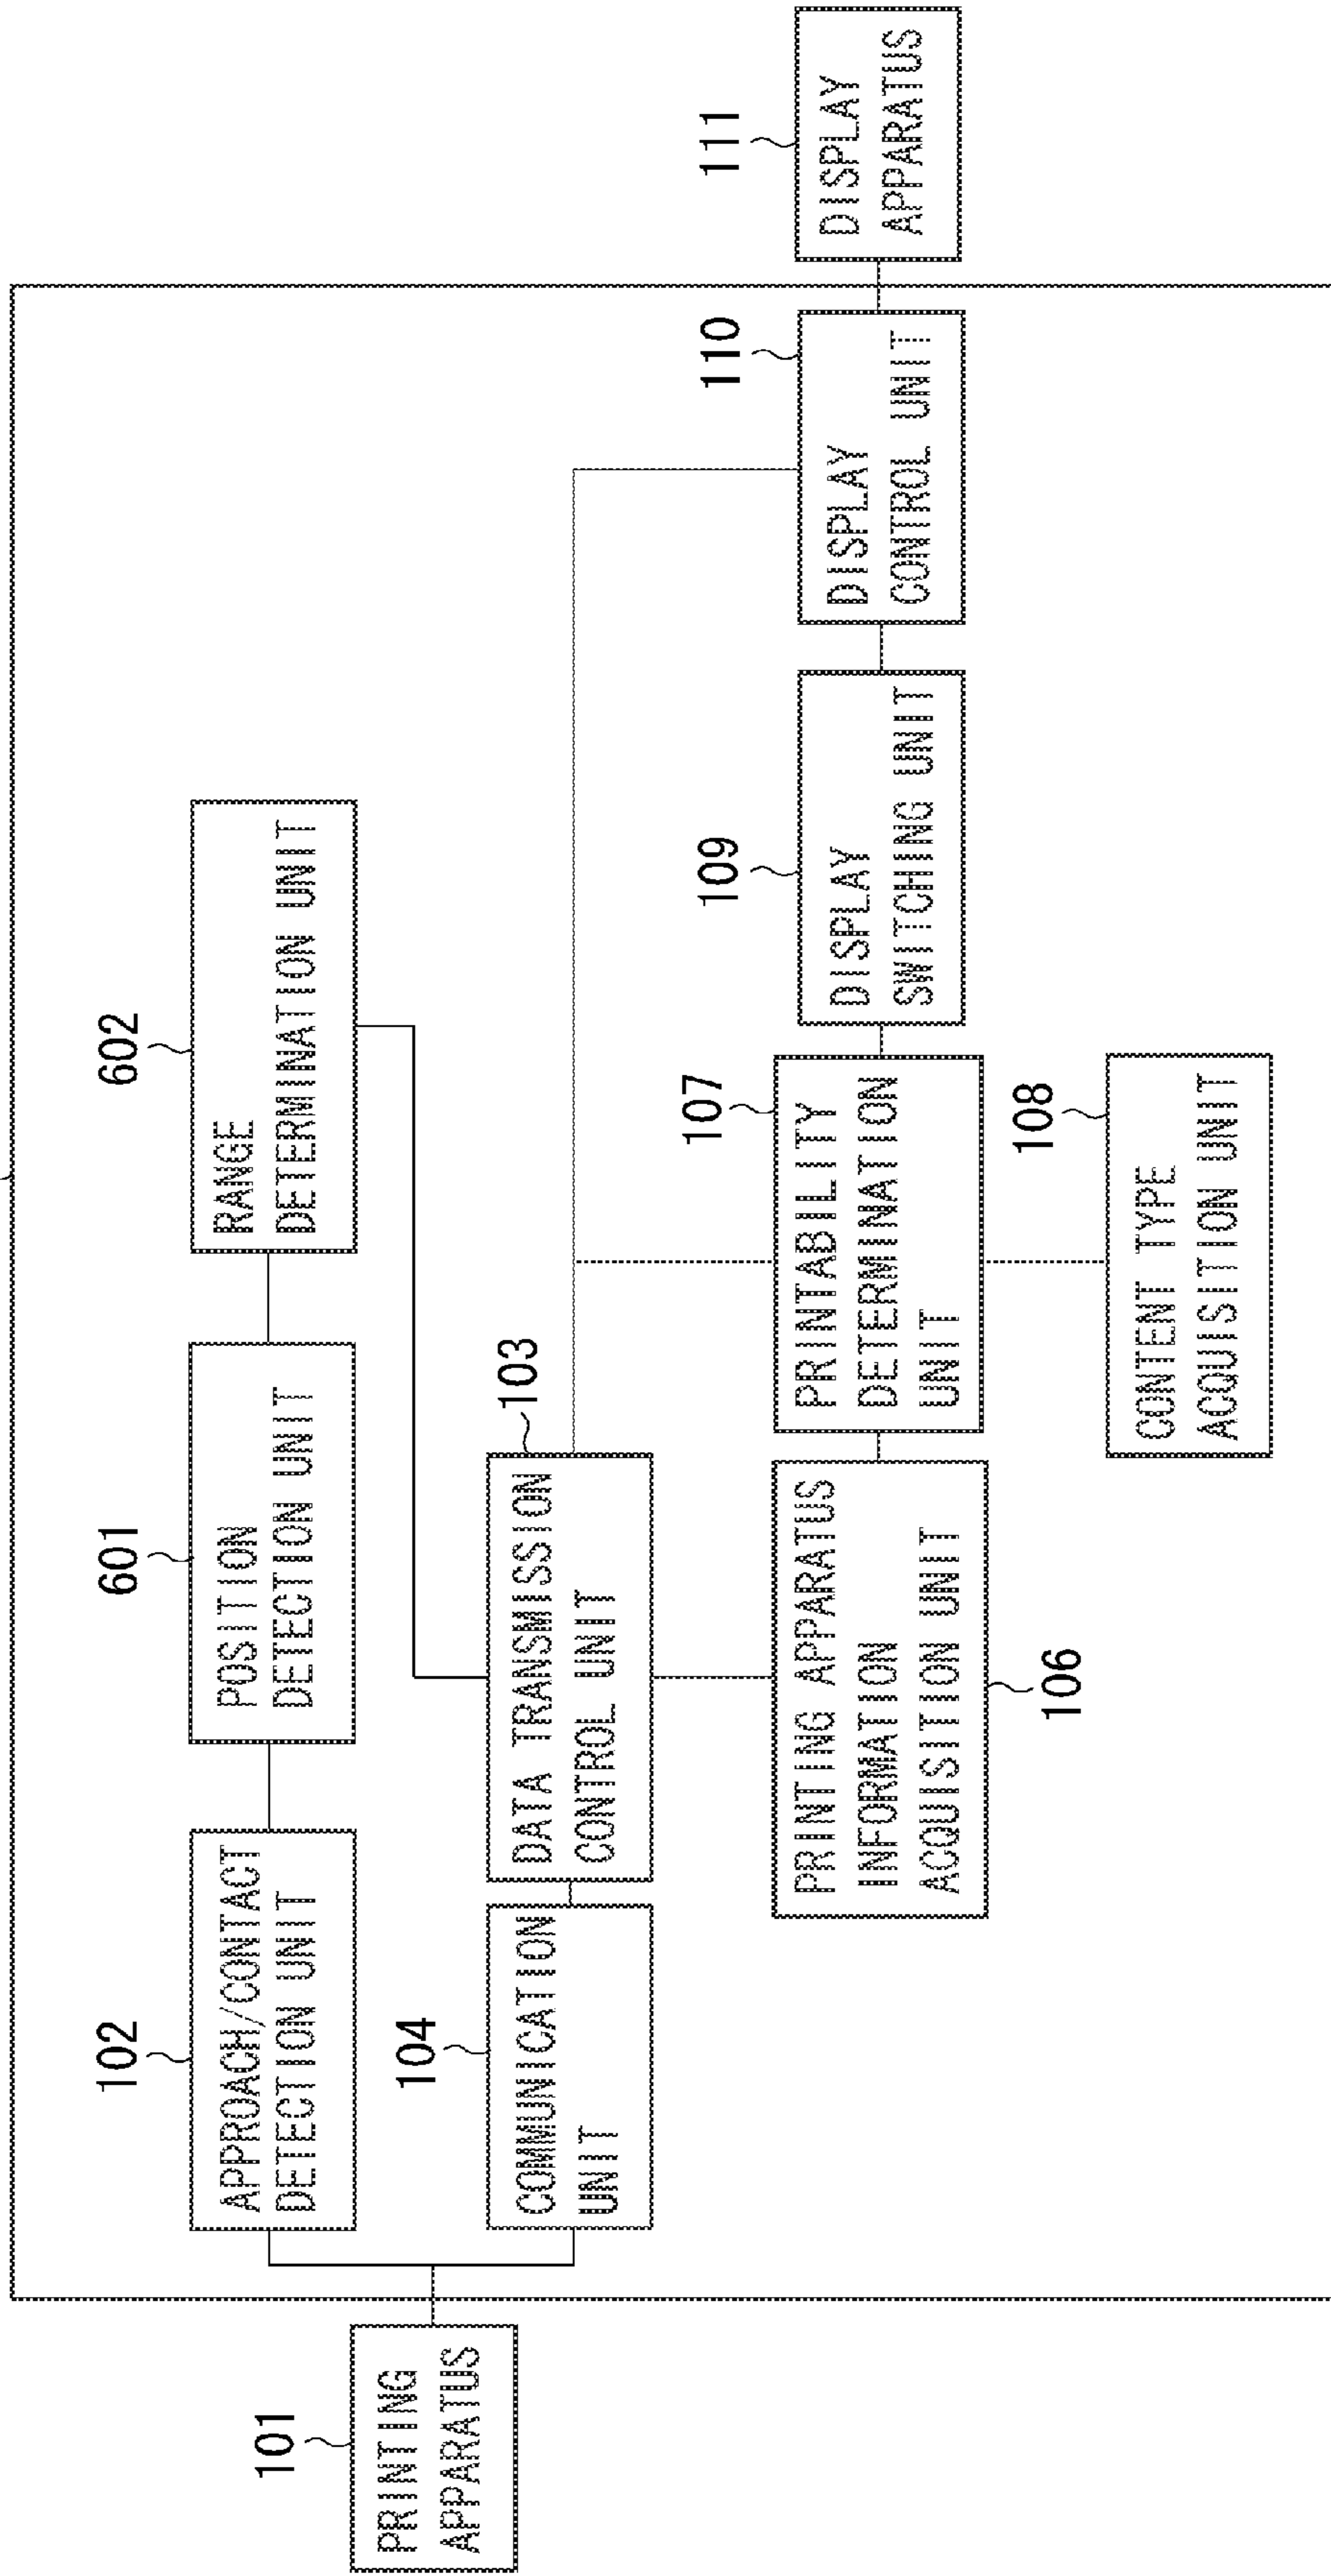 101
PRINTING
APPARATUS
102
APPROACH/CONTACT
DETECTION UNIT
601
POSITION
DETECTION UNIT
602
RANGE
DETERMINATION UNIT
104
COMMUNICATION
UNIT
103
DATA TRANSMISSION
CONTROL UNIT
106
PRINTING APPARATUS
INFORMATION
ACQUISITION UNIT
107
PRINTABILITY
DETERMINATION
UNIT
108
CONTENT TYPE
ACQUISITION UNIT
109
DISPLAY
SWITCHING UNIT
110
DISPLAY
CONTROL UNIT
111
DISPLAY
APPARATUS